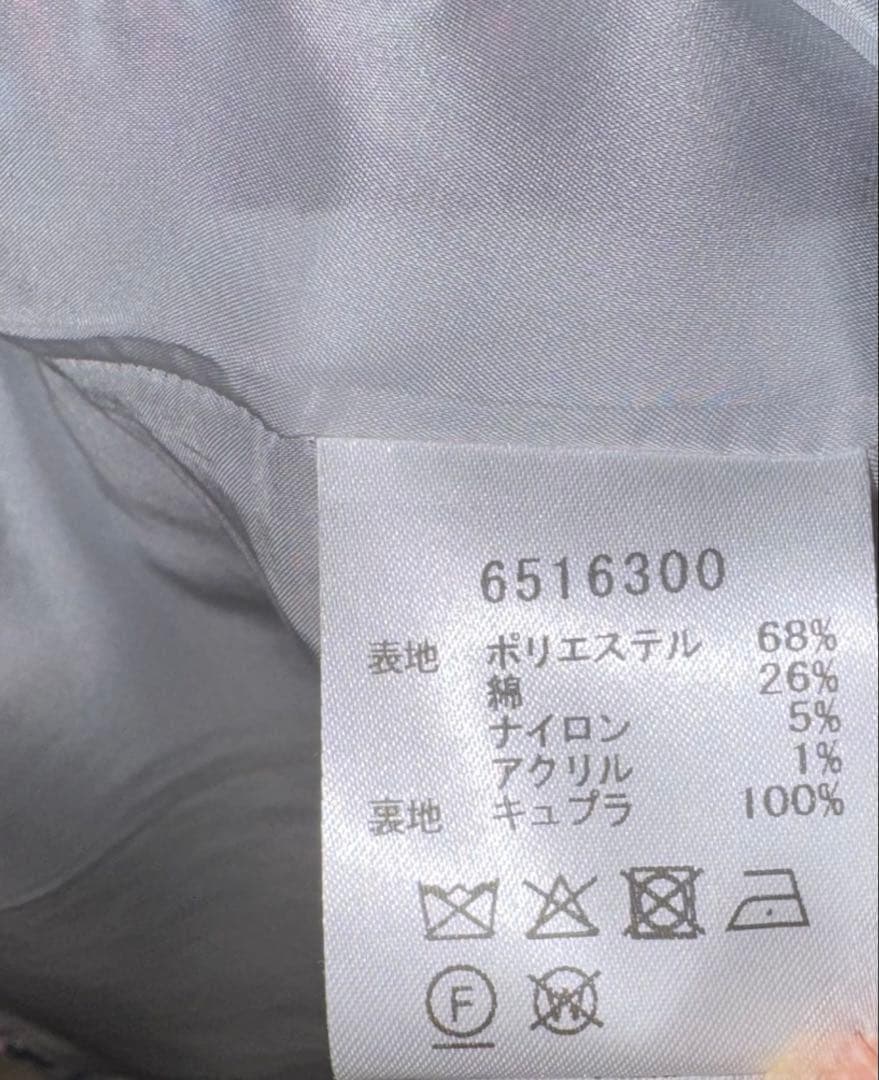 6516300
表地 ポリエステル 68%
綿 26%
ナイロン 5%
アクリル 1%
裏地 キュプラ 100%
F W